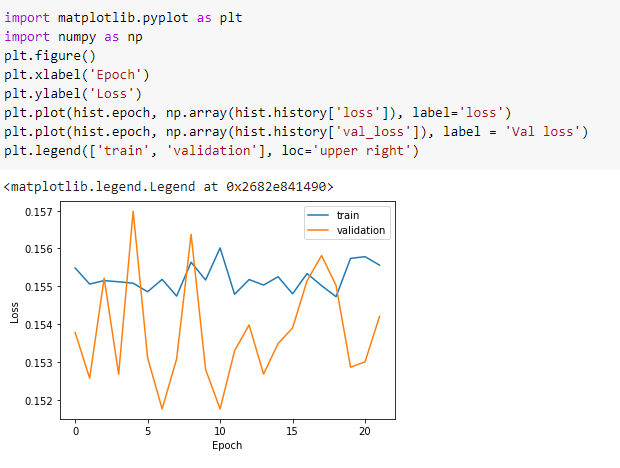 import matplotlib.pyplot as plt
import numpy as np
plt.figure()
plt.xlabel('Epoch')
plt.ylabel('Loss')
plt.plot(hist.epoch, np.array(hist.history['loss']), label='loss')
plt.plot(hist.epoch, np.array(hist.history['val_loss']), label = 'Val loss')
plt.legend(['train', 'validation'], loc='upper right')
<matplotlib.legend.Legend at 0x2682e841490>
train
validation
0.157
0.156
0.155
0.154
0.153
0.152
Loss
0
5
10
15
20
Epoch